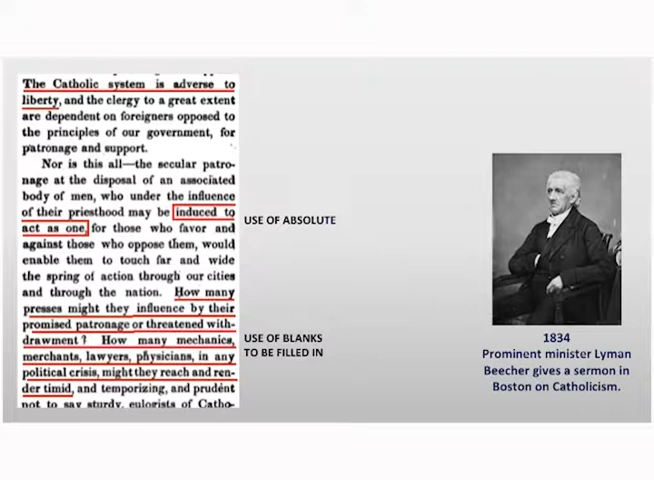 The Catholic system is adverse to
liberty, and the clergy to a great extent
are dependent on foreigners opposed to
the principles of our government, for
patronage and support.
Nor is this all—the secular patro-
nage at the disposal of an associated
body of men, who under the influence
of their priesthood may be induced to
act as one, for those who favor and
against those who oppose them, would
enable them to touch far and wide
the spring of action through our cities
and through the nation. How many
presses might they influence by their
promised patronage or threatened with-
drawment? How many mechanics,
merchants, lawyers, physicians, in any
political crisis, might they reach and ren-
der timid, and temporizing, and prudent
not to say sturdy, eulogists of Catho-
USE OF ABSOLUTE
USE OF BLANKS
TO BE FILLED IN
1834
Prominent minister Lyman
Beecher gives a sermon in
Boston on Catholicism.